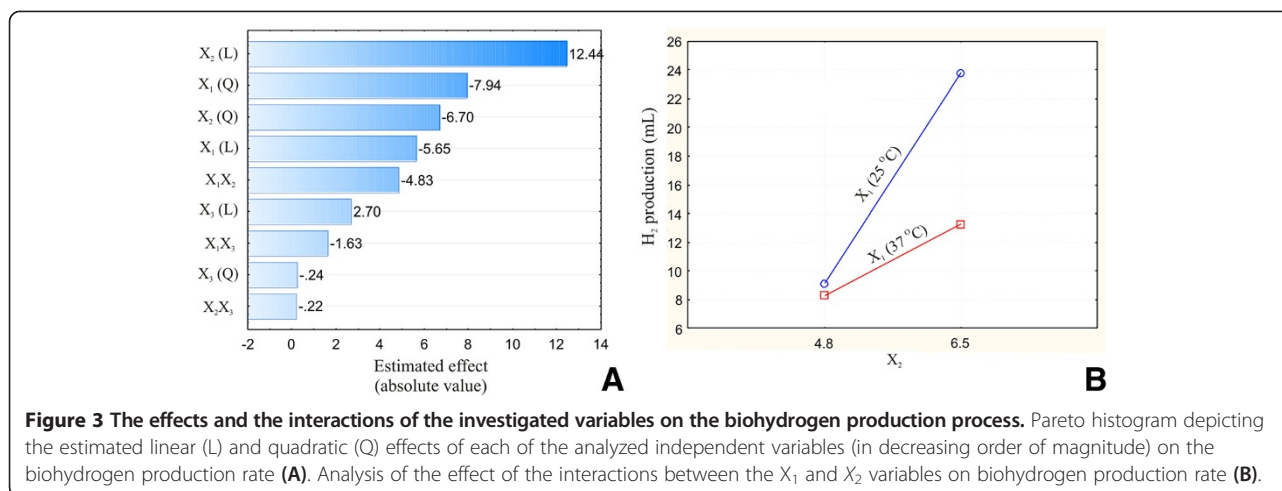 X₂ (L)
12.44
X₁ (Q)
-7.94
X₂ (Q)
-6.70
X₁ (L)
-5.65
X₁X₂
-4.83
X₃ (L)
2.70
X₁X₃
-1.63
X₃ (Q)
-.24
X₂X₃
-.22
-2 0 2 4 6 8 10 12 14
Estimated effect
(absolute value)
A
H₂ production (mL)
26
24
22
20
18
16
14
12
10
8
6
X₁ (25 °C)
X₁ (37 °C)
4.8 6.5
X₂
B
Figure 3 The effects and the interactions of the investigated variables on the biohydrogen production process. Pareto histogram depicting
the estimated linear (L) and quadratic (Q) effects of each of the analyzed independent variables (in decreasing order of magnitude) on the
biohydrogen production rate (A). Analysis of the effect of the interactions between the X₁ and X₂ variables on biohydrogen production rate (B).